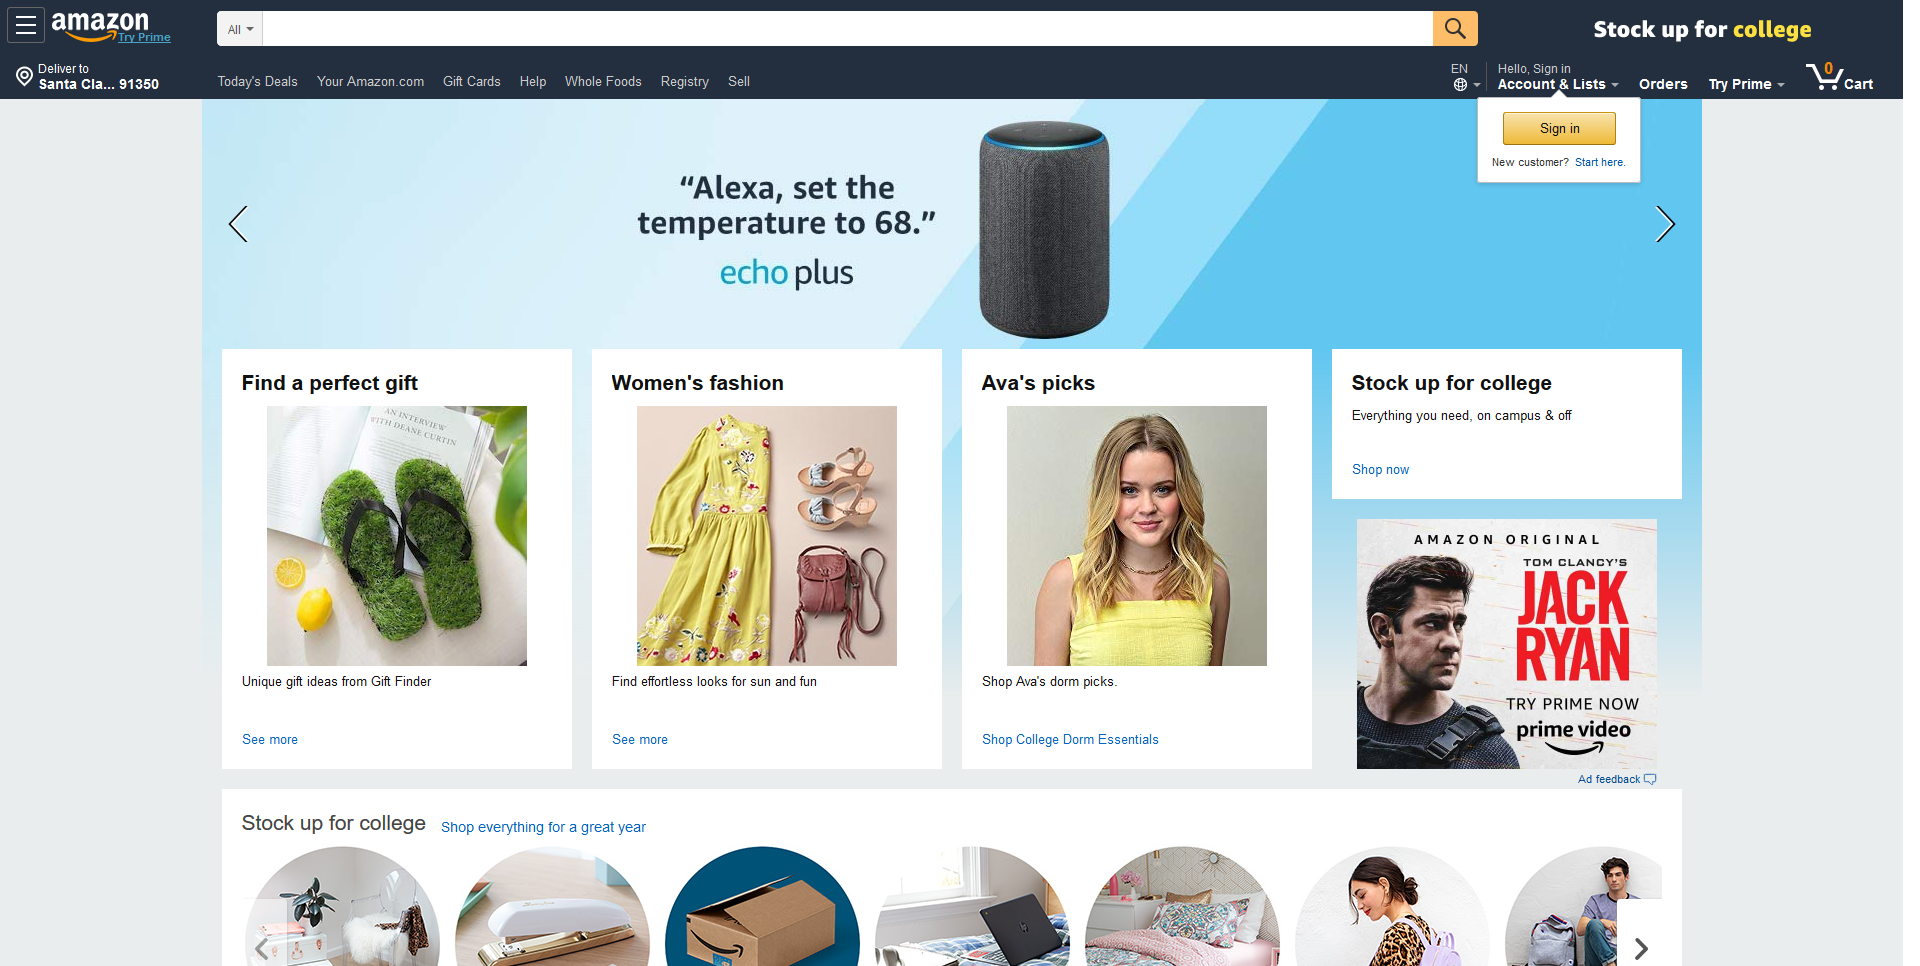 amazon
Try Prime
All
Stock up for college
Deliver to
Santa Cla... 91350
Today's Deals
Your Amazon.com
Gift Cards
Help
Whole Foods
Registry
Sell
EN
Hello, Sign in
Account & Lists
Orders
Try Prime
0
Cart
Sign in
New customer? Start here.
“Alexa, set the
temperature to 68.”
echo plus
Find a perfect gift
AN INTERVIEW
WITH DEANE CURTIN
Unique gift ideas from Gift Finder
See more
Women's fashion
Find effortless looks for sun and fun
See more
Ava's picks
Shop Ava's dorm picks.
Shop College Dorm Essentials
Stock up for college
Everything you need, on campus & off
Shop now
AMAZON ORIGINAL
TOM CLANCY'S
JACK
RYAN
TRY PRIME NOW
prime video
Ad feedback
Stock up for college
Shop everything for a great year